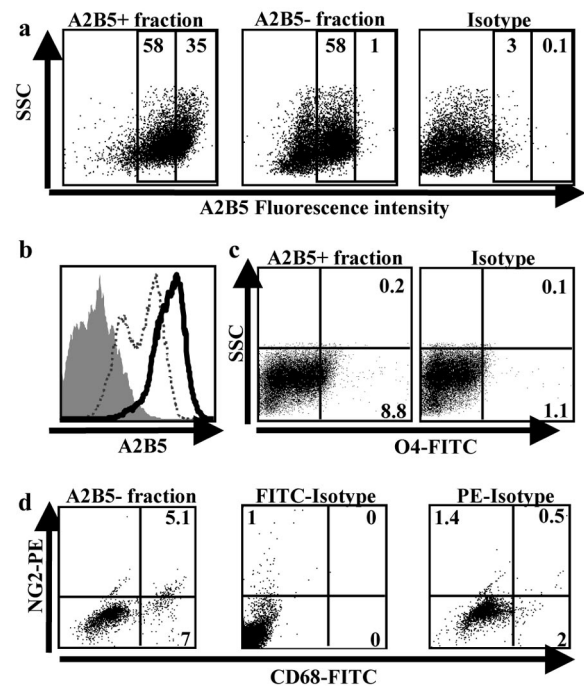 a
A2B5+ fraction
A2B5- fraction
Isotype
58 35
58 1
3 0.1
SSC
A2B5 Fluorescence intensity
b
A2B5
c
A2B5+ fraction
Isotype
0.2
0.1
SSC
8.8
1.1
O4-FITC
d
A2B5- fraction
FITC-Isotype
PE-Isotype
5.1
1 0
1.4 0.5
NG2-PE
7
0
2
CD68-FITC